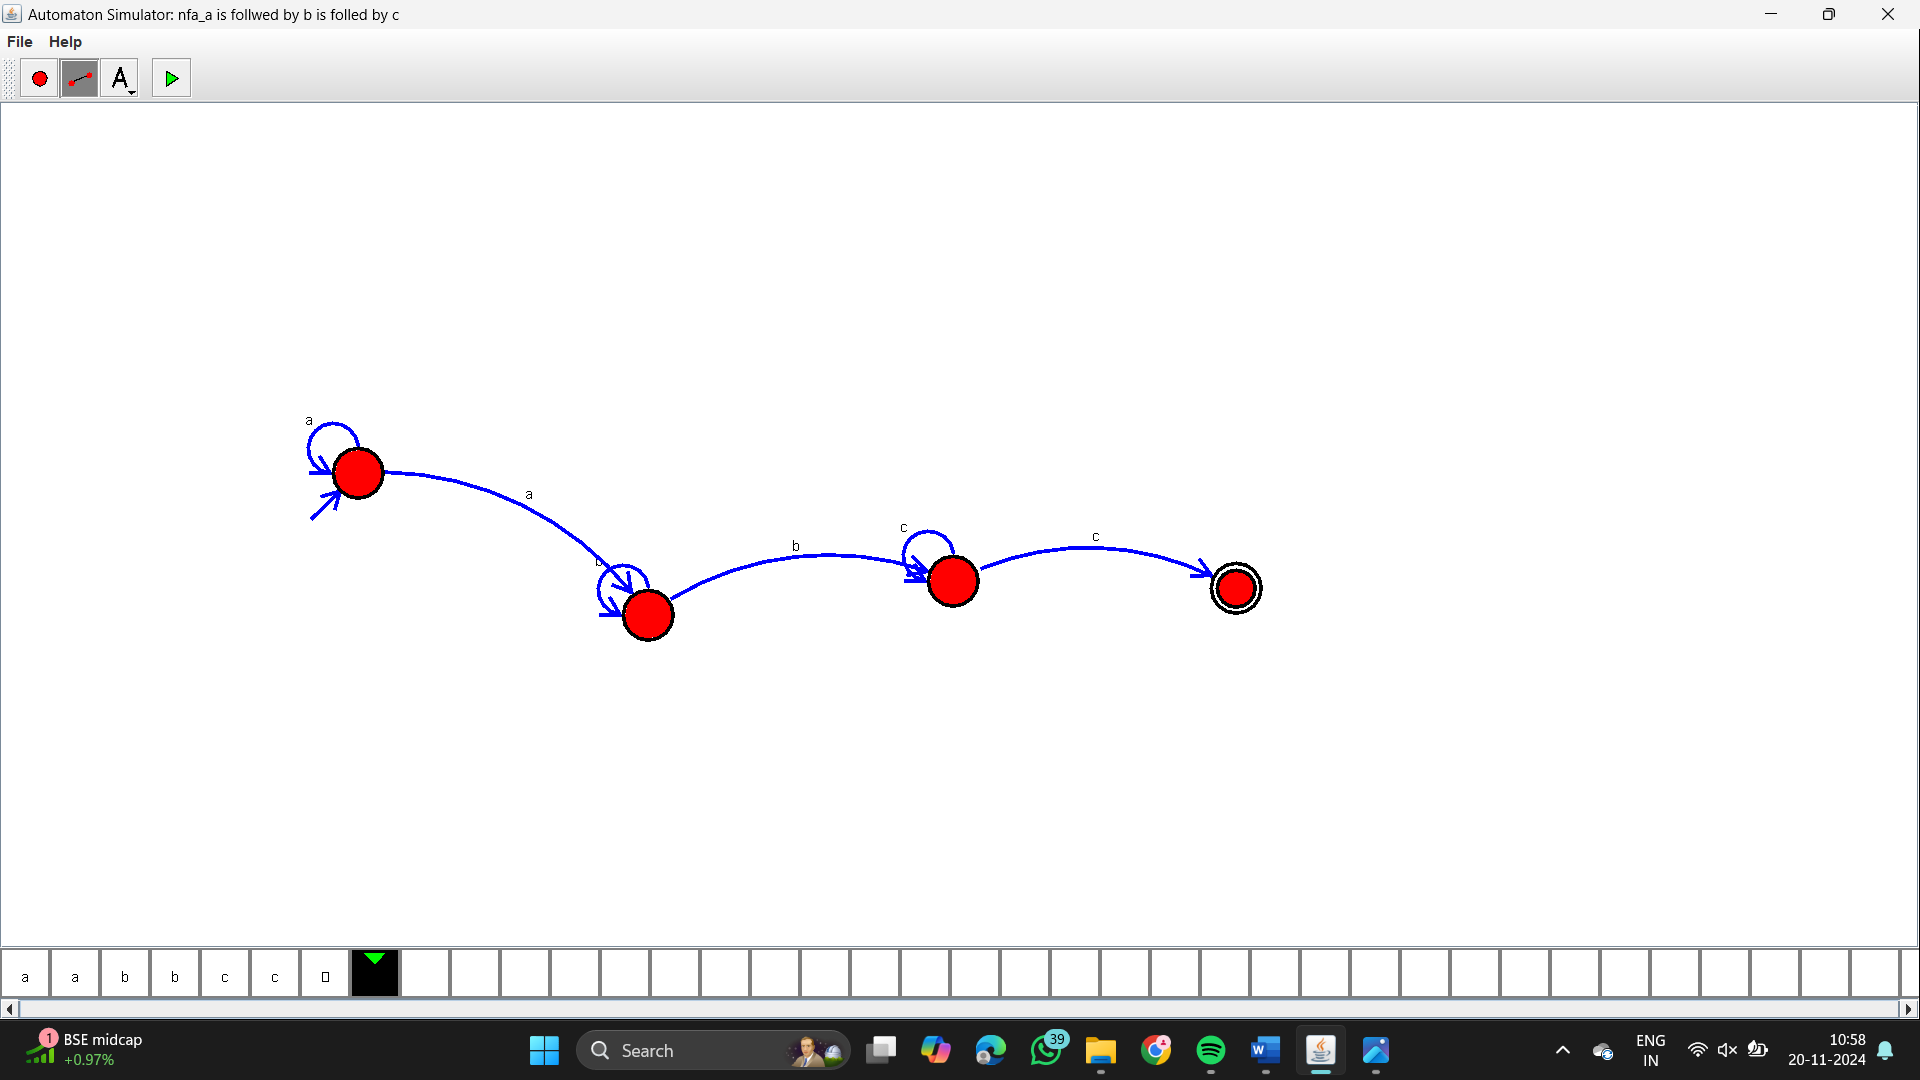 Automaton Simulator: nfa_a is follwed by b is folled by c
File Help
A
a
a
b
b
c
c
a a b b c c
1
BSE midcap
+0.97%
Search
39
ENG
IN
10:58
20-11-2024